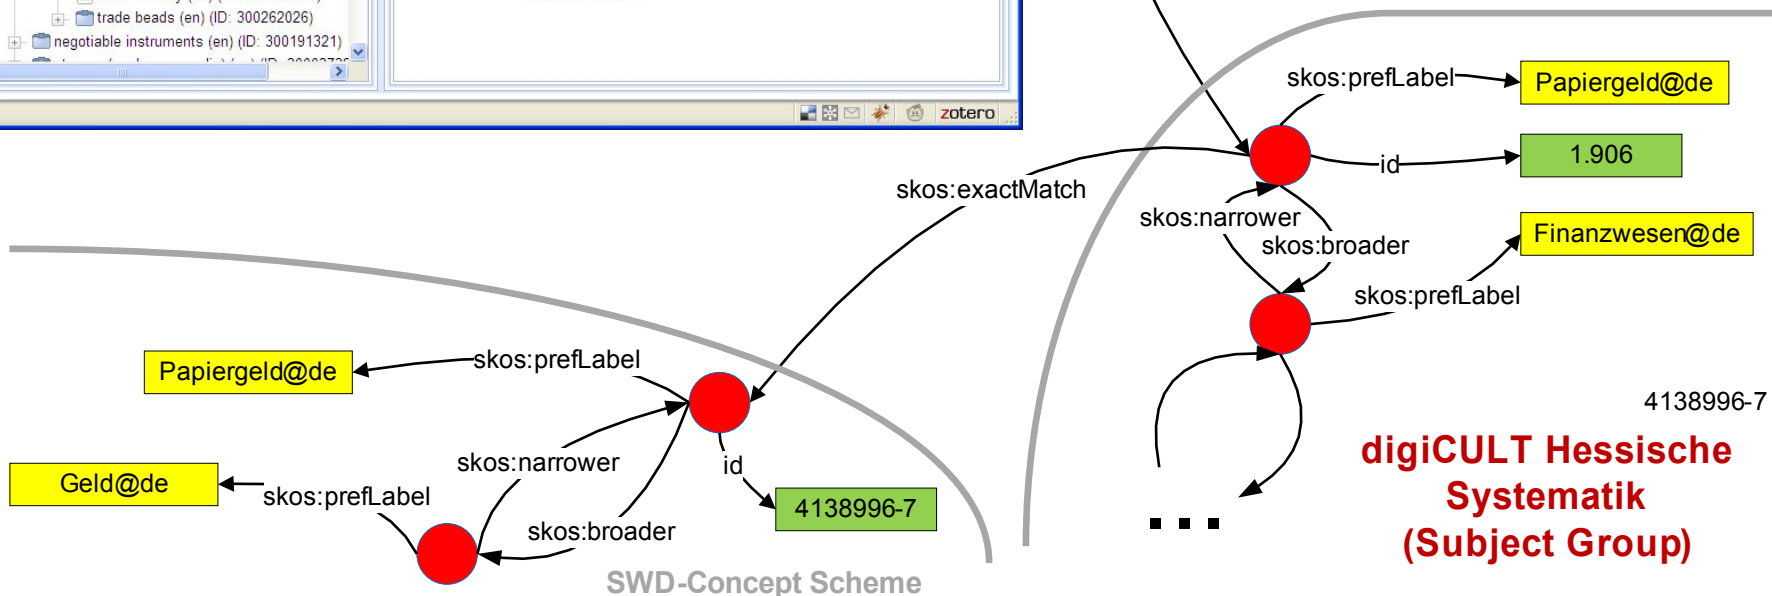 trade beads (en) (ID: 300262026)
negotiable instruments (en) (ID: 300191321)
zotero
skos:prefLabel
Papiergeld@de
id
1.906
skos:exactMatch
skos:narrower
skos:broader
Finanzwesen@de
skos:prefLabel
Papiergeld@de
skos:prefLabel
4138996-7
digiCULT Hessische
Systematik
(Subject Group)
...
Geld@de
skos:prefLabel
skos:narrower
id
4138996-7
skos:broader
SWD-Concept Scheme